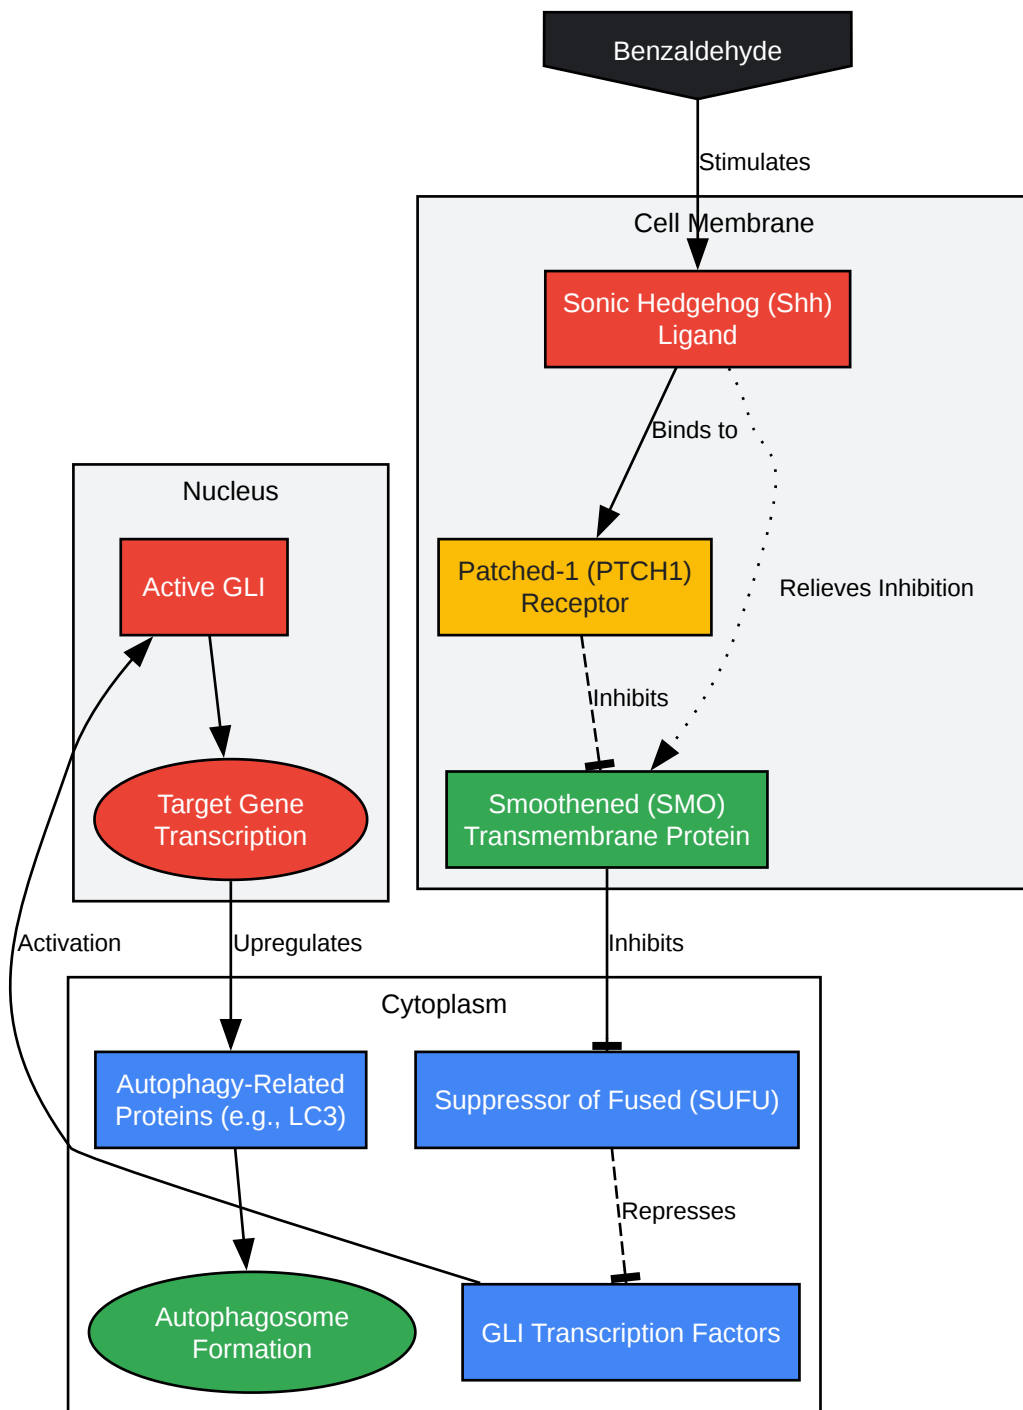 Benzaldehyde
Stimulates
Cell Membrane
Sonic Hedgehog (Shh)
Ligand
Binds to
Nucleus
Active GLI
Patched-1 (PTCH1)
Receptor
Relieves Inhibition
Inhibits
Target Gene
Transcription
Smoothened (SMO)
Transmembrane Protein
Activation
Upregulates
Inhibits
Cytoplasm
Autophagy-Related
Proteins (e.g., LC3)
Suppressor of Fused (SUFU)
Represses
Autophagosome
Formation
GLI Transcription Factors